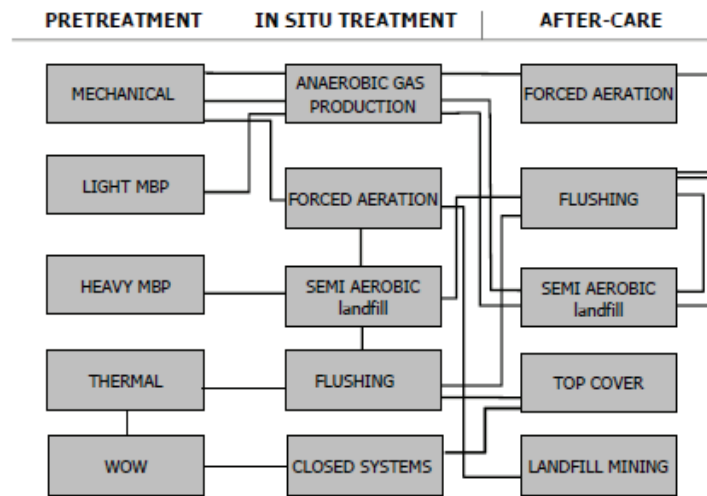 PRETREATMENT IN SITU TREATMENT AFTER-CARE
MECHANICAL
ANAEROBIC GAS
PRODUCTION
FORCED AERATION
LIGHT MBP
FORCED AERATION
FLUSHING
HEAVY MBP
SEMI AEROBIC
landfill
SEMI AEROBIC
landfill
THERMAL
FLUSHING
TOP COVER
WOW
CLOSED SYSTEMS
LANDFILL MINING